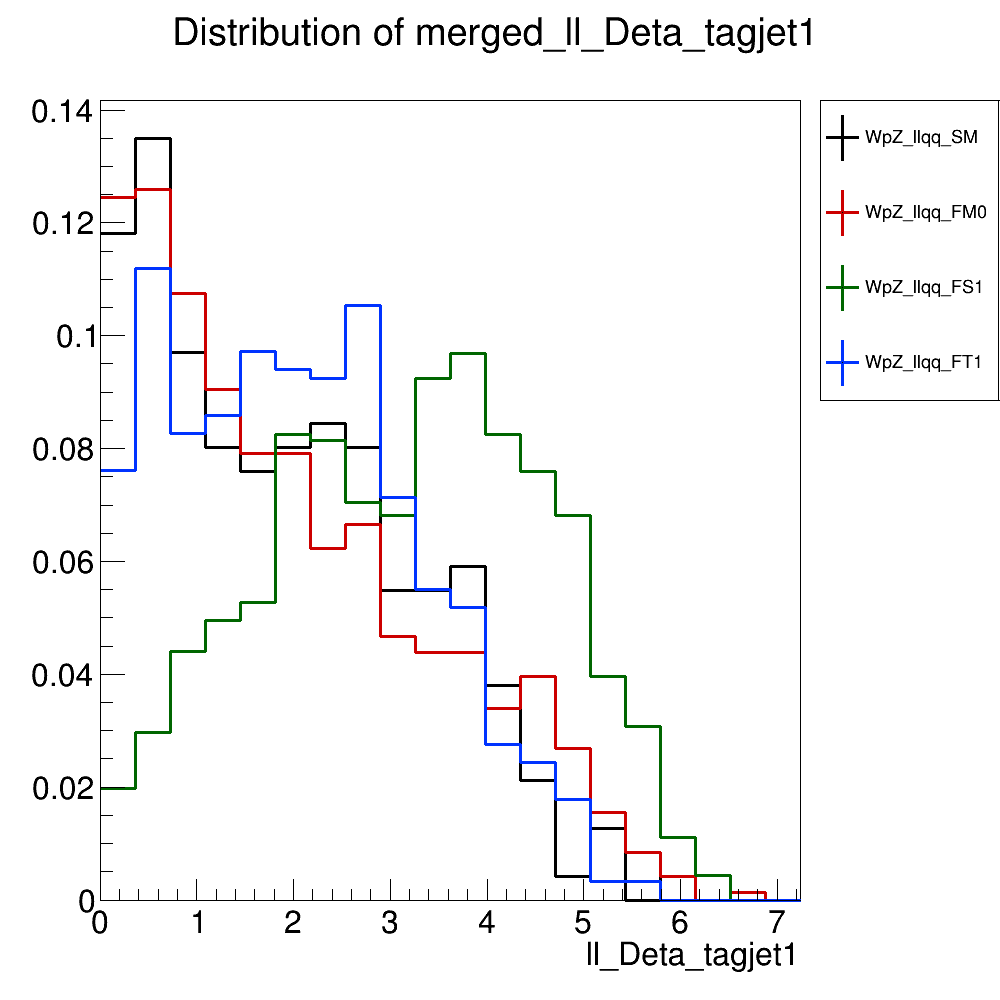 Distribution of merged_ll_Deta_tagjet1
0.14
0.12
0.1
0.08
0.06
0.04
0.02
0
0 1 2 3 4 5 6 7
ll_Deta_tagjet1
WpZ_llqq_SM
WpZ_llqq_FM0
WpZ_llqq_FS1
WpZ_llqq_FT1